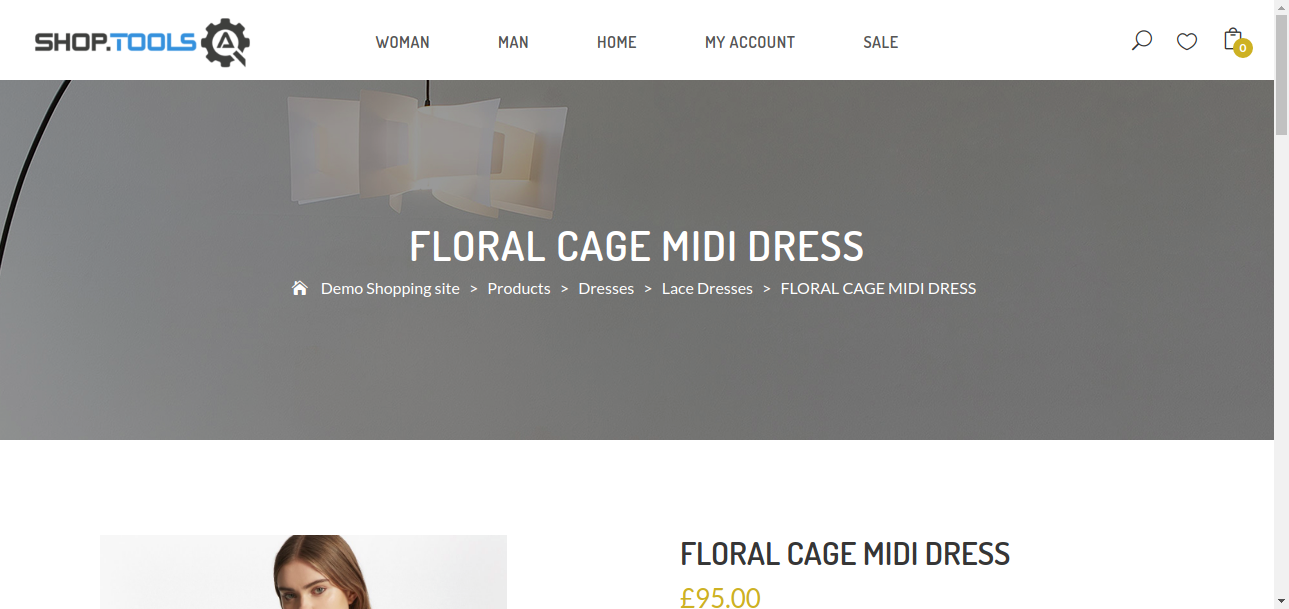 SHOP.TOOLS
WOMAN MAN HOME MY ACCOUNT SALE
0
FLORAL CAGE MIDI DRESS
Demo Shopping site > Products > Dresses > Lace Dresses > FLORAL CAGE MIDI DRESS
FLORAL CAGE MIDI DRESS
£95.00